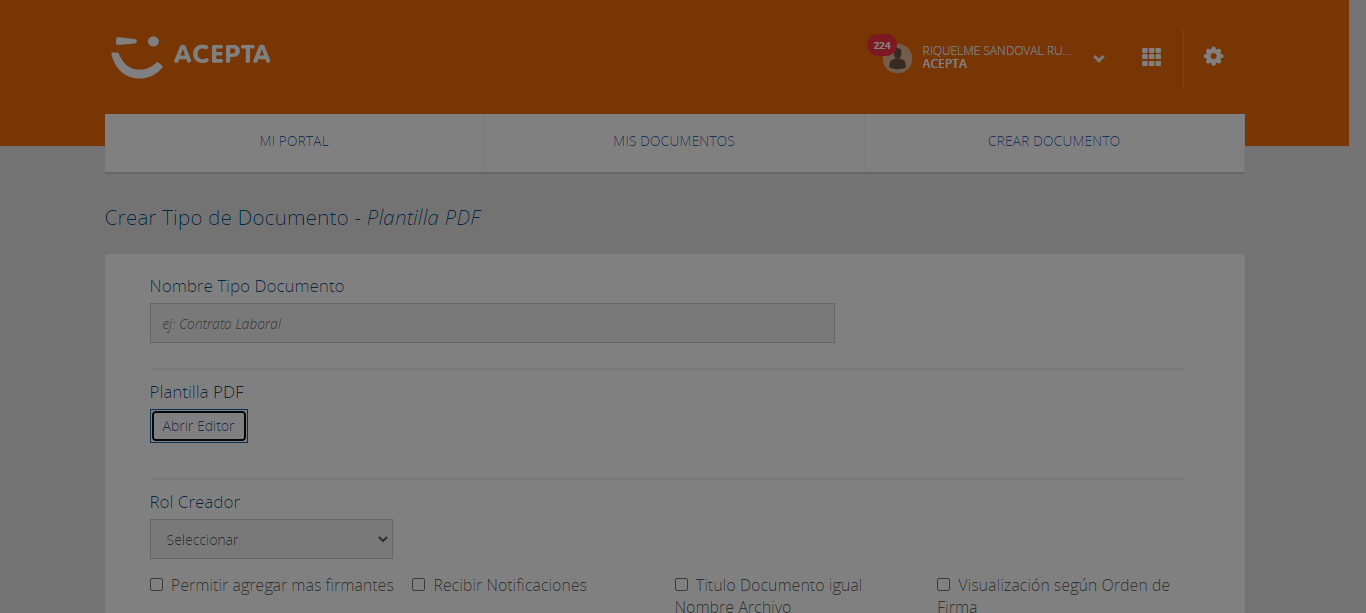 ACEPTA
224
RIQUELME SANDOVAL RU...
ACEPTA
MI PORTAL
MIS DOCUMENTOS
CREAR DOCUMENTO
Crear Tipo de Documento - Plantilla PDF
Nombre Tipo Documento
ej: Contrato Laboral
Plantilla PDF
Abrir Editor
Rol Creador
Seleccionar
Permitir agregar mas firmantes
Recibir Notificaciones
Titulo Documento igual
Nombre Archivo
Visualización según Orden de
Firma